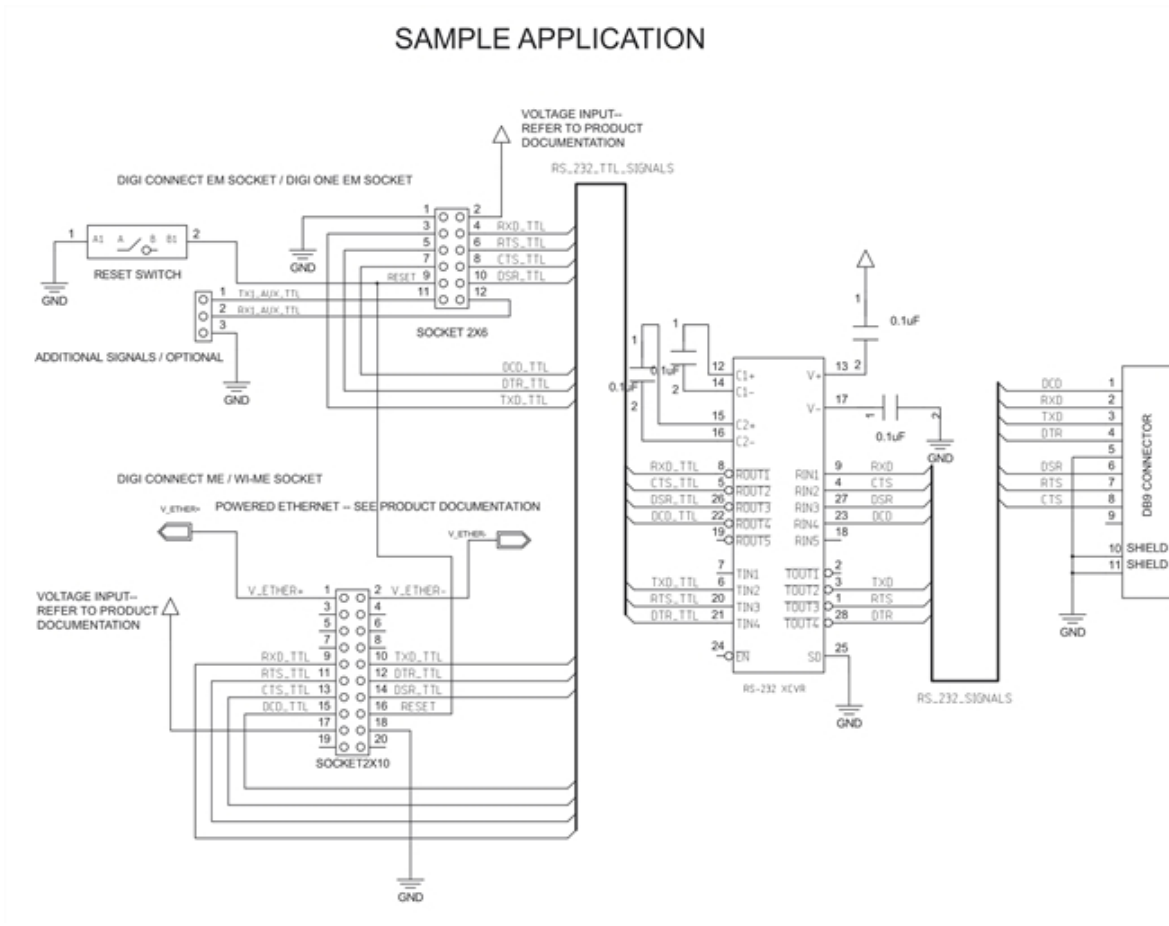 SAMPLE APPLICATION
VOLTAGE INPUT--
REFER TO PRODUCT
DOCUMENTATION
RS_232_TTL_SIGNALS
DIGI CONNECT EM SOCKET / DIGI ONE EM SOCKET
1 2
3 4 RXD_TTL
5 6 RTS_TTL
7 8 CTS_TTL
RESET 9 10 DSR_TTL
11 12
SOCKET 2X6
1 A1 A B B1 2
RESET SWITCH
GND
GND
1 TX1_AUX_TTL
2 RX1_AUX_TTL
3
ADDITIONAL SIGNALS / OPTIONAL
GND
DCD_TTL
DTR_TTL
TXD_TTL
DIGI CONNECT ME / WI-ME SOCKET
V_ETHER+
POWERED ETHERNET -- SEE PRODUCT DOCUMENTATION
V_ETHER-
VOLTAGE INPUT--
REFER TO PRODUCT
DOCUMENTATION
V_ETHER+ 1 2 V_ETHER-
3 4
5 6
7 8
RXD_TTL 9 10 TXD_TTL
RTS_TTL 11 12 DTR_TTL
CTS_TTL 13 14 DSR_TTL
DCD_TTL 15 16 RESET
17 18
19 20
SOCKET2X10
GND
1
0.1uF
2
1
0.1uF
2
1
0.1uF
2
1 2
0.1uF
GND
12 C1+ V+ 13
14 C1- V- 17
15 C2+
16 C2-
RXD_TTL 8 ROUT1 RIN1 9 RXD
CTS_TTL 5 ROUT2 RIN2 4 CTS
DSR_TTL 26 ROUT3 RIN3 27 DSR
DCD_TTL 22 ROUT4 RIN4 23 DCD
19 ROUT5 RIN5 18
7 TIN1 TOUT1 2
TXD_TTL 6 TIN2 TOUT2 3 TXD
RTS_TTL 20 TIN3 TOUT3 1 RTS
DTR_TTL 21 TIN4 TOUT4 28 DTR
24 EN SD 25
RS-232 XCVR
GND
RS_232_SIGNALS
DCD 1
RXD 2
TXD 3
DTR 4
5
DSR 6
RTS 7
CTS 8
9
10 SHIELD
11 SHIELD
DB9 CONNECTOR
GND